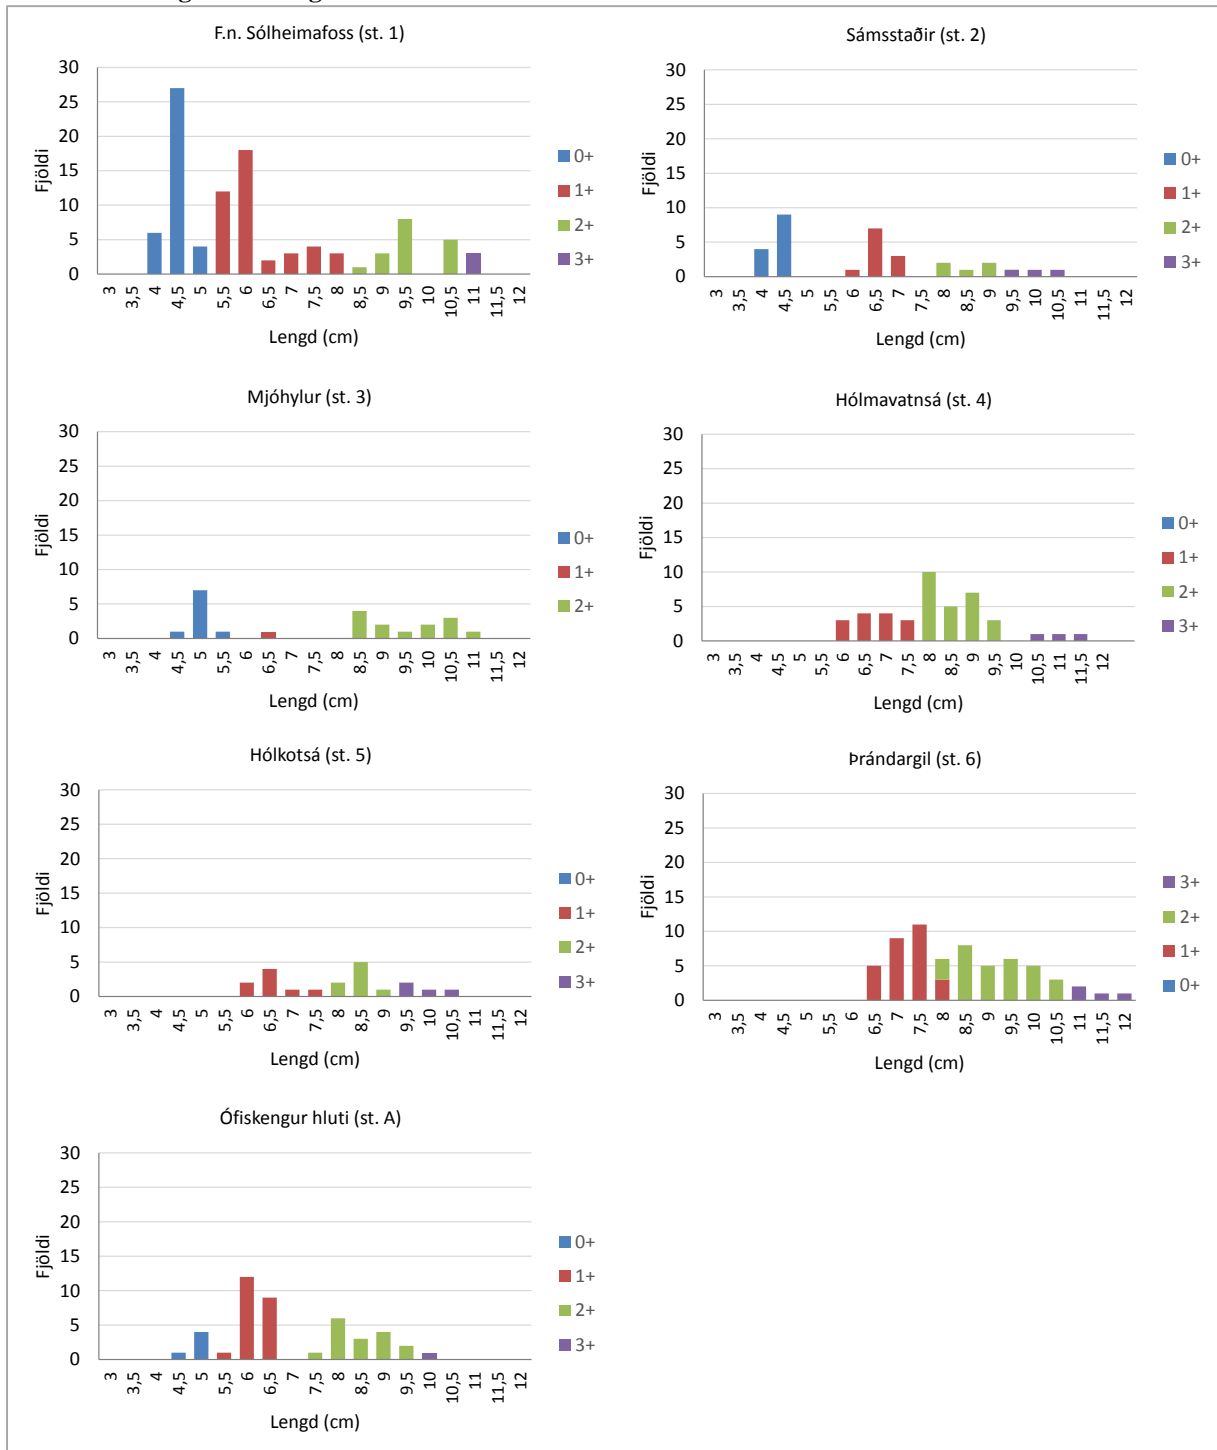 F.n. Sólheimafoss (st. 1)
30
25
20
15
10
5
0
Fjöldi
3 3,5 4 4,5 5 5,5 6 6,5 7 7,5 8 8,5 9 9,5 10 10,5 11 11,5 12
Lengd (cm)
0+
1+
2+
3+
Sámsstaðir (st. 2)
30
25
20
15
10
5
0
Fjöldi
3 3,5 4 4,5 5 5,5 6 6,5 7 7,5 8 8,5 9 9,5 10 10,5 11 11,5 12
Lengd (cm)
0+
1+
2+
3+
Mjóhylur (st. 3)
30
25
20
15
10
5
0
Fjöldi
3 3,5 4 4,5 5 5,5 6 6,5 7 7,5 8 8,5 9 9,5 10 10,5 11 11,5 12
Lengd (cm)
0+
1+
2+
Hólmavatnsá (st. 4)
30
25
20
15
10
5
0
Fjöldi
3 3,5 4 4,5 5 5,5 6 6,5 7 7,5 8 8,5 9 9,5 10 10,5 11 11,5 12
Lengd (cm)
0+
1+
2+
3+
Hólkotsá (st. 5)
30
25
20
15
10
5
0
Fjöldi
3 3,5 4 4,5 5 5,5 6 6,5 7 7,5 8 8,5 9 9,5 10 10,5 11 11,5 12
Lengd (cm)
0+
1+
2+
3+
Þrándargil (st. 6)
30
25
20
15
10
5
0
Fjöldi
3 3,5 4 4,5 5 5,5 6 6,5 7 7,5 8 8,5 9 9,5 10 10,5 11 11,5 12
Lengd (cm)
3+
2+
1+
0+
Ófiskengur hluti (st. A)
30
25
20
15
10
5
0
Fjöldi
3 3,5 4 4,5 5 5,5 6 6,5 7 7,5 8 8,5 9 9,5 10 10,5 11 11,5 12
Lengd (cm)
0+
1+
2+
3+